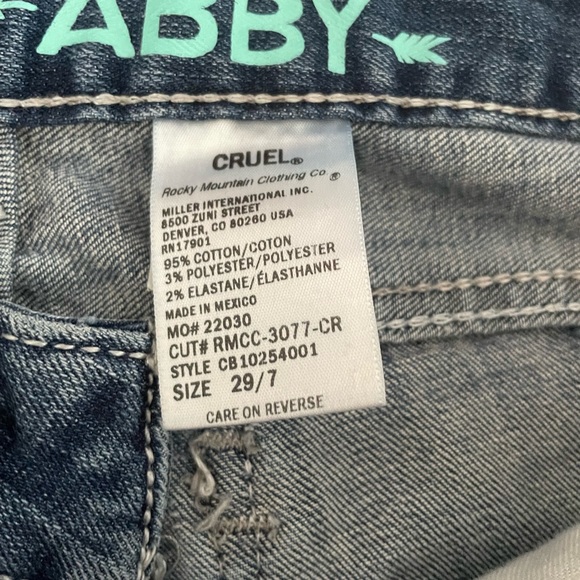 ABBY
CRUEL®
Rocky Mountain Clothing Co.®
MILLER INTERNATIONAL INC.
8500 ZUNI STREET
DENVER, CO 80260 USA
RN17901
95% COTTON/COTON
3% POLYESTER/POLYESTER
2% ELASTANE/ÉLASTHANNE
MADE IN MEXICO
MO# 22030
CUT# RMCC-3077-CR
STYLE CB10254001
SIZE 29/7
CARE ON REVERSE